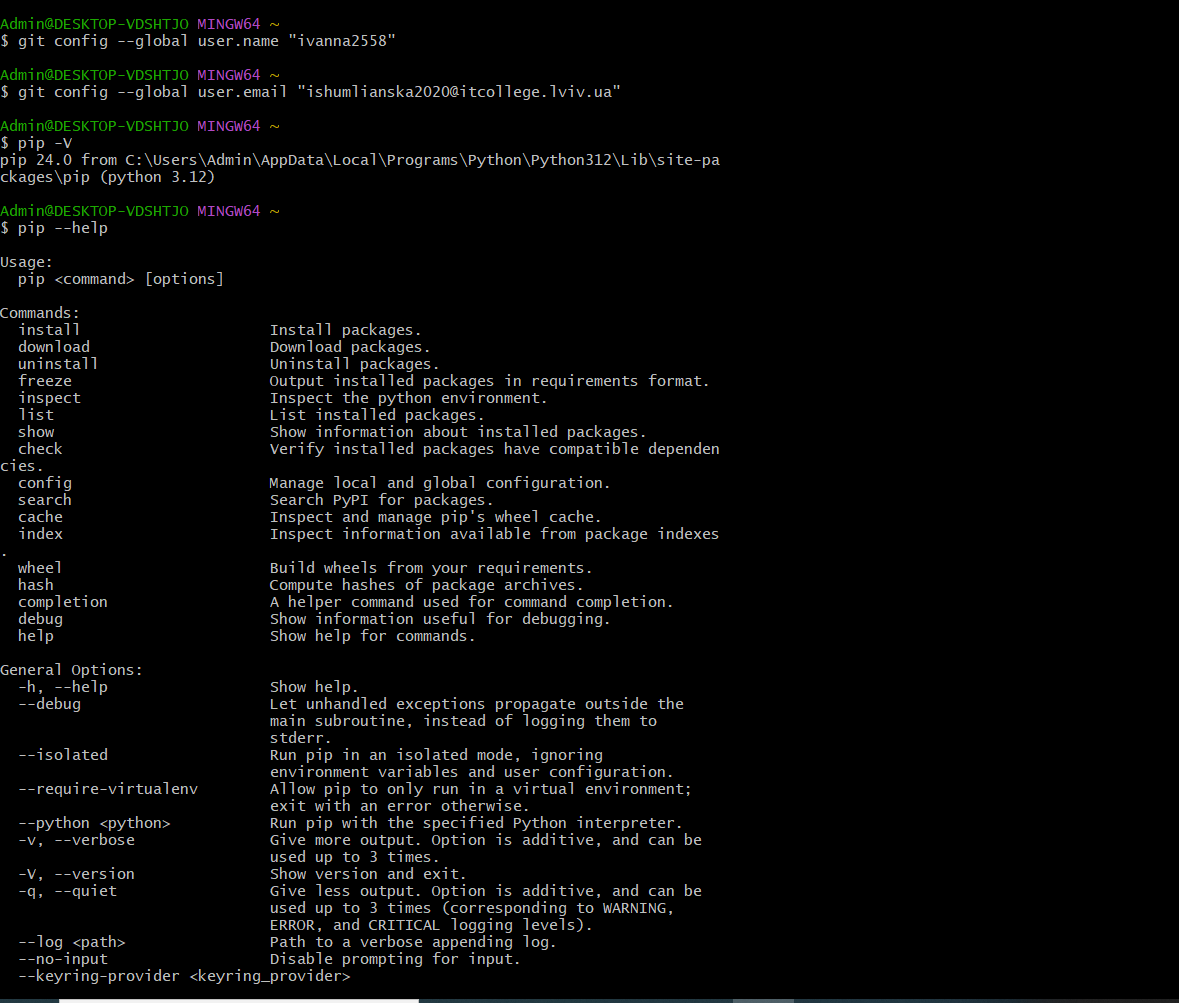 Admin@DESKTOP-VDSHTJO MINGW64 ~
$ git config --global user.name "ivanna2558"

Admin@DESKTOP-VDSHTJO MINGW64 ~
$ git config --global user.email "ishumlianska2020@itcollege.lviv.ua"

Admin@DESKTOP-VDSHTJO MINGW64 ~
$ pip -V
pip 24.0 from C:\Users\Admin\AppData\Local\Programs\Python\Python312\Lib\site-pa
ckages\pip (python 3.12)

Admin@DESKTOP-VDSHTJO MINGW64 ~
$ pip --help

Usage:
  pip <command> [options]

Commands:
  install                     Install packages.
  download                    Download packages.
  uninstall                   Uninstall packages.
  freeze                      Output installed packages in requirements format.
  inspect                     Inspect the python environment.
  list                        List installed packages.
  show                        Show information about installed packages.
  check                       Verify installed packages have compatible dependen
cies.
  config                      Manage local and global configuration.
  search                      Search PyPI for packages.
  cache                       Inspect and manage pip's wheel cache.
  index                       Inspect information available from package indexes
.
  wheel                       Build wheels from your requirements.
  hash                        Compute hashes of package archives.
  completion                  A helper command used for command completion.
  debug                       Show information useful for debugging.
  help                        Show help for commands.

General Options:
  -h, --help                  Show help.
  --debug                     Let unhandled exceptions propagate outside the
                              main subroutine, instead of logging them to
                              stderr.
  --isolated                  Run pip in an isolated mode, ignoring
                              environment variables and user configuration.
  --require-virtualenv        Allow pip to only run in a virtual environment;
                              exit with an error otherwise.
  --python <python>           Run pip with the specified Python interpreter.
  -v, --verbose               Give more output. Option is additive, and can be
                              used up to 3 times.
  -V, --version               Show version and exit.
  -q, --quiet                 Give less output. Option is additive, and can be
                              used up to 3 times (corresponding to WARNING,
                              ERROR, and CRITICAL logging levels).
  --log <path>                Path to a verbose appending log.
  --no-input                  Disable prompting for input.
  --keyring-provider <keyring_provider>